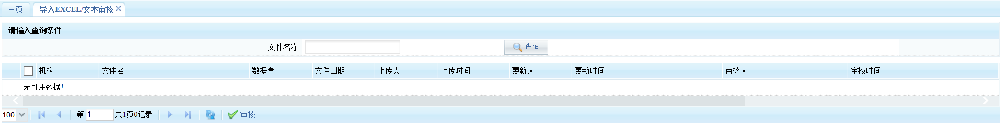 主页 导入EXCEL/文本审核
请输入查询条件
文件名称 查询
机构 文件名 数据量 文件日期 上传人 上传时间 更新人 更新时间 审核人 审核时间
无可用数据!
100 第 1 共1页0记录 审核